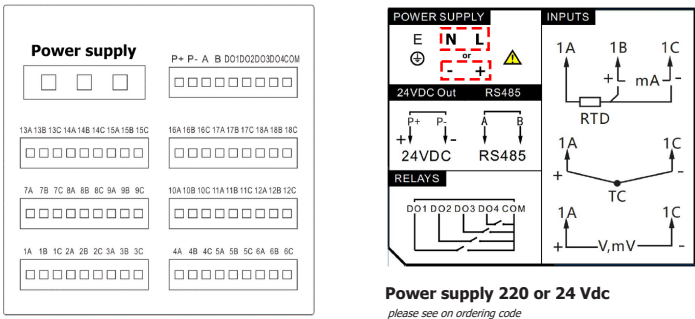 Power supply
P+ P- A B DO1DO2DO3DO4COM
13A 13B 13C 14A 14B 14C 15A 15B 15C
16A 16B 16C 17A 17B 17C 18A 18B 18C
7A 7B 7C 8A 8B 8C 9A 9B 9C
10A 10B 10C 11A 11B 11C 12A 12B 12C
1A 1B 1C 2A 2B 2C 3A 3B 3C
4A 4B 4C 5A 5B 5C 6A 6B 6C
POWER SUPPLY
E N L
or
- +
24VDC Out RS485
P+ P- A B
+ -
24VDC RS485
RELAYS
DO1 DO2 DO3 DO4 COM
INPUTS
1A 1B 1C
+ mA -
RTD
1A 1C
+ -
TC
1A 1C
+ V,mV -
Power supply 220 or 24 Vdc
please see on ordering code